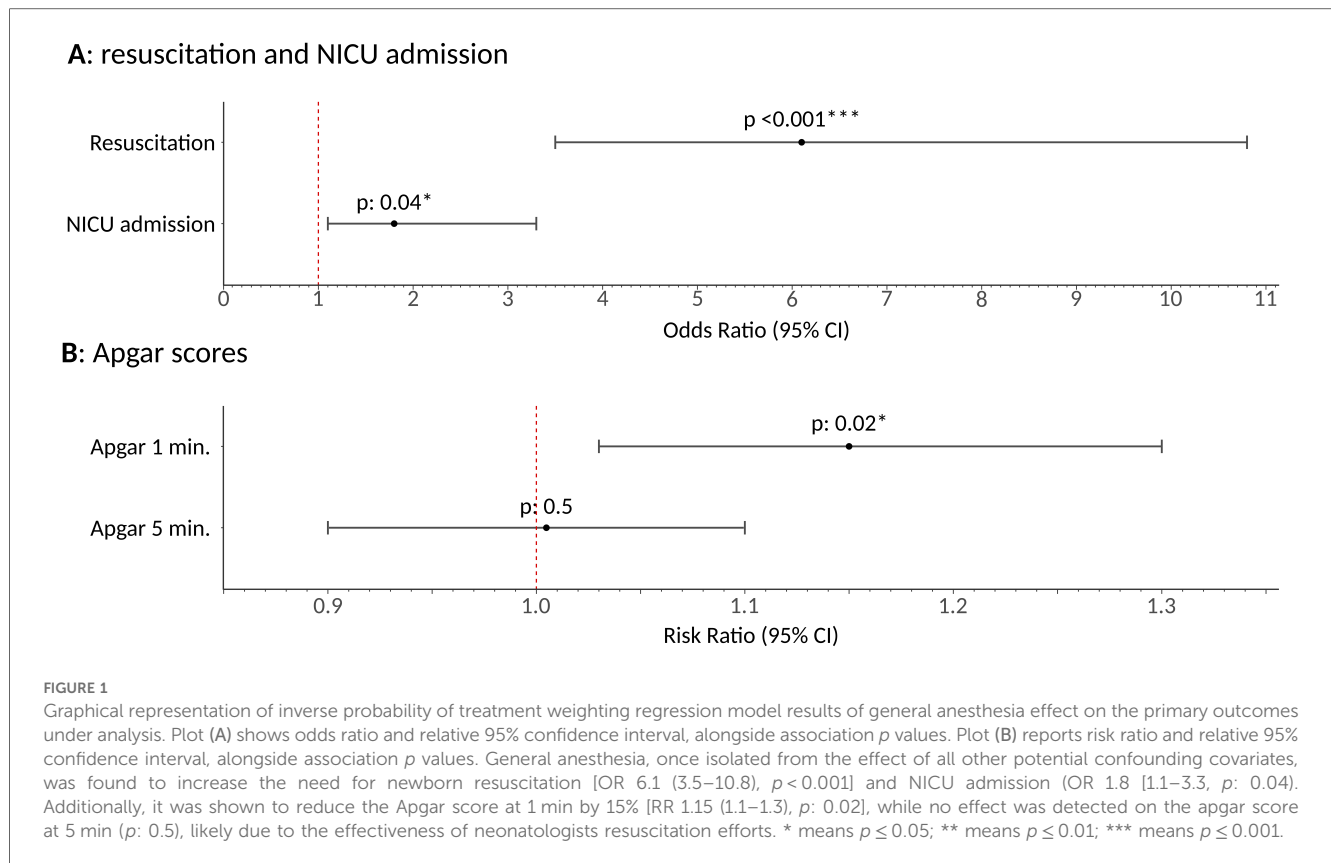 A: resuscitation and NICU admission
p <0.001***
Resuscitation
p: 0.04*
NICU admission
0 1 2 3 4 5 6 7 8 9 10 11
Odds Ratio (95% CI)
B: Apgar scores
p: 0.02*
Apgar 1 min.
p: 0.5
Apgar 5 min.
0.9 1.0 1.1 1.2 1.3
Risk Ratio (95% CI)
FIGURE 1
Graphical representation of inverse probability of treatment weighting regression model results of general anesthesia effect on the primary outcomes
under analysis. Plot (A) shows odds ratio and relative 95% confidence interval, alongside association p values. Plot (B) reports risk ratio and relative 95%
confidence interval, alongside association p values. General anesthesia, once isolated from the effect of all other potential confounding covariates,
was found to increase the need for newborn resuscitation [OR 6.1 (3.5–10.8), p < 0.001] and NICU admission (OR 1.8 [1.1–3.3, p: 0.04).
Additionally, it was shown to reduce the Apgar score at 1 min by 15% [RR 1.15 (1.1–1.3), p: 0.02], while no effect was detected on the apgar score
at 5 min (p: 0.5), likely due to the effectiveness of neonatologists resuscitation efforts. * means p ≤ 0.05; ** means p ≤ 0.01; *** means p ≤ 0.001.